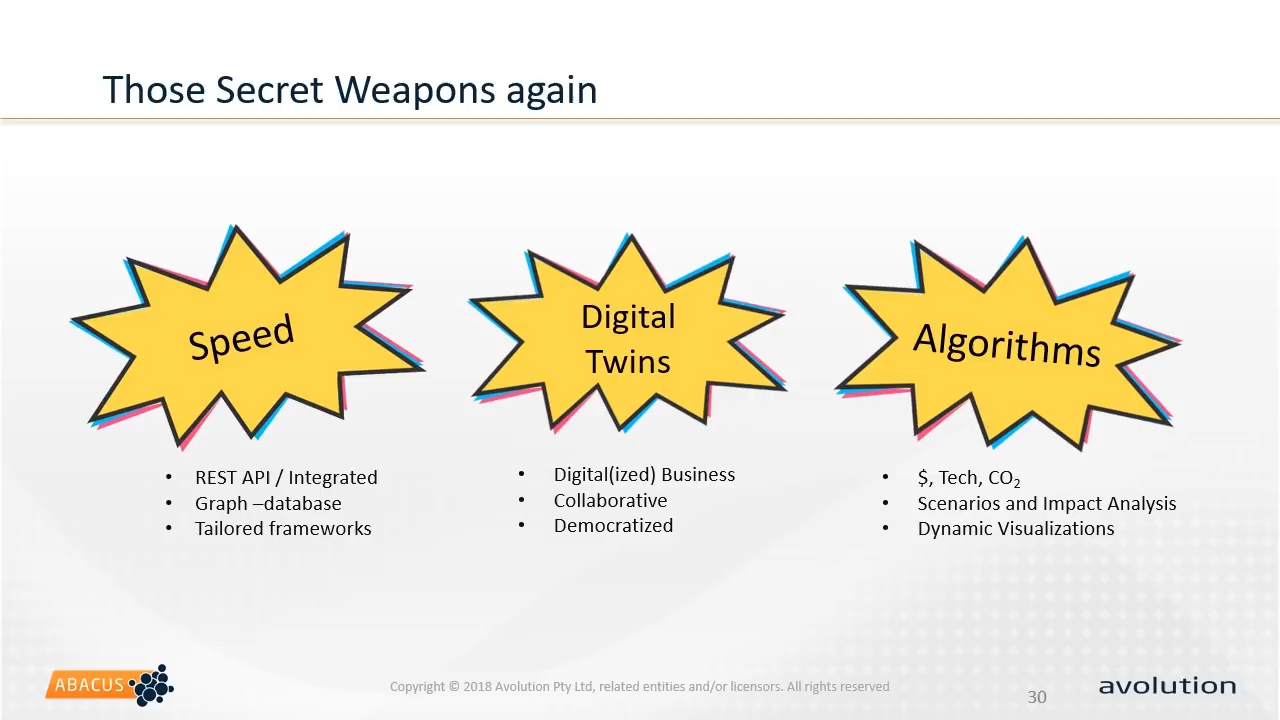 Those Secret Weapons again
Speed
Digital
Twins
Algorithms
• REST API / Integrated
• Graph –database
• Tailored frameworks
• Digital(ized) Business
• Collaborative
• Democratized
• $, Tech, CO₂
• Scenarios and Impact Analysis
• Dynamic Visualizations
ABACUS
Copyright © 2018 Avolution Pty Ltd, related entities and/or licensors. All rights reserved
30
avolution